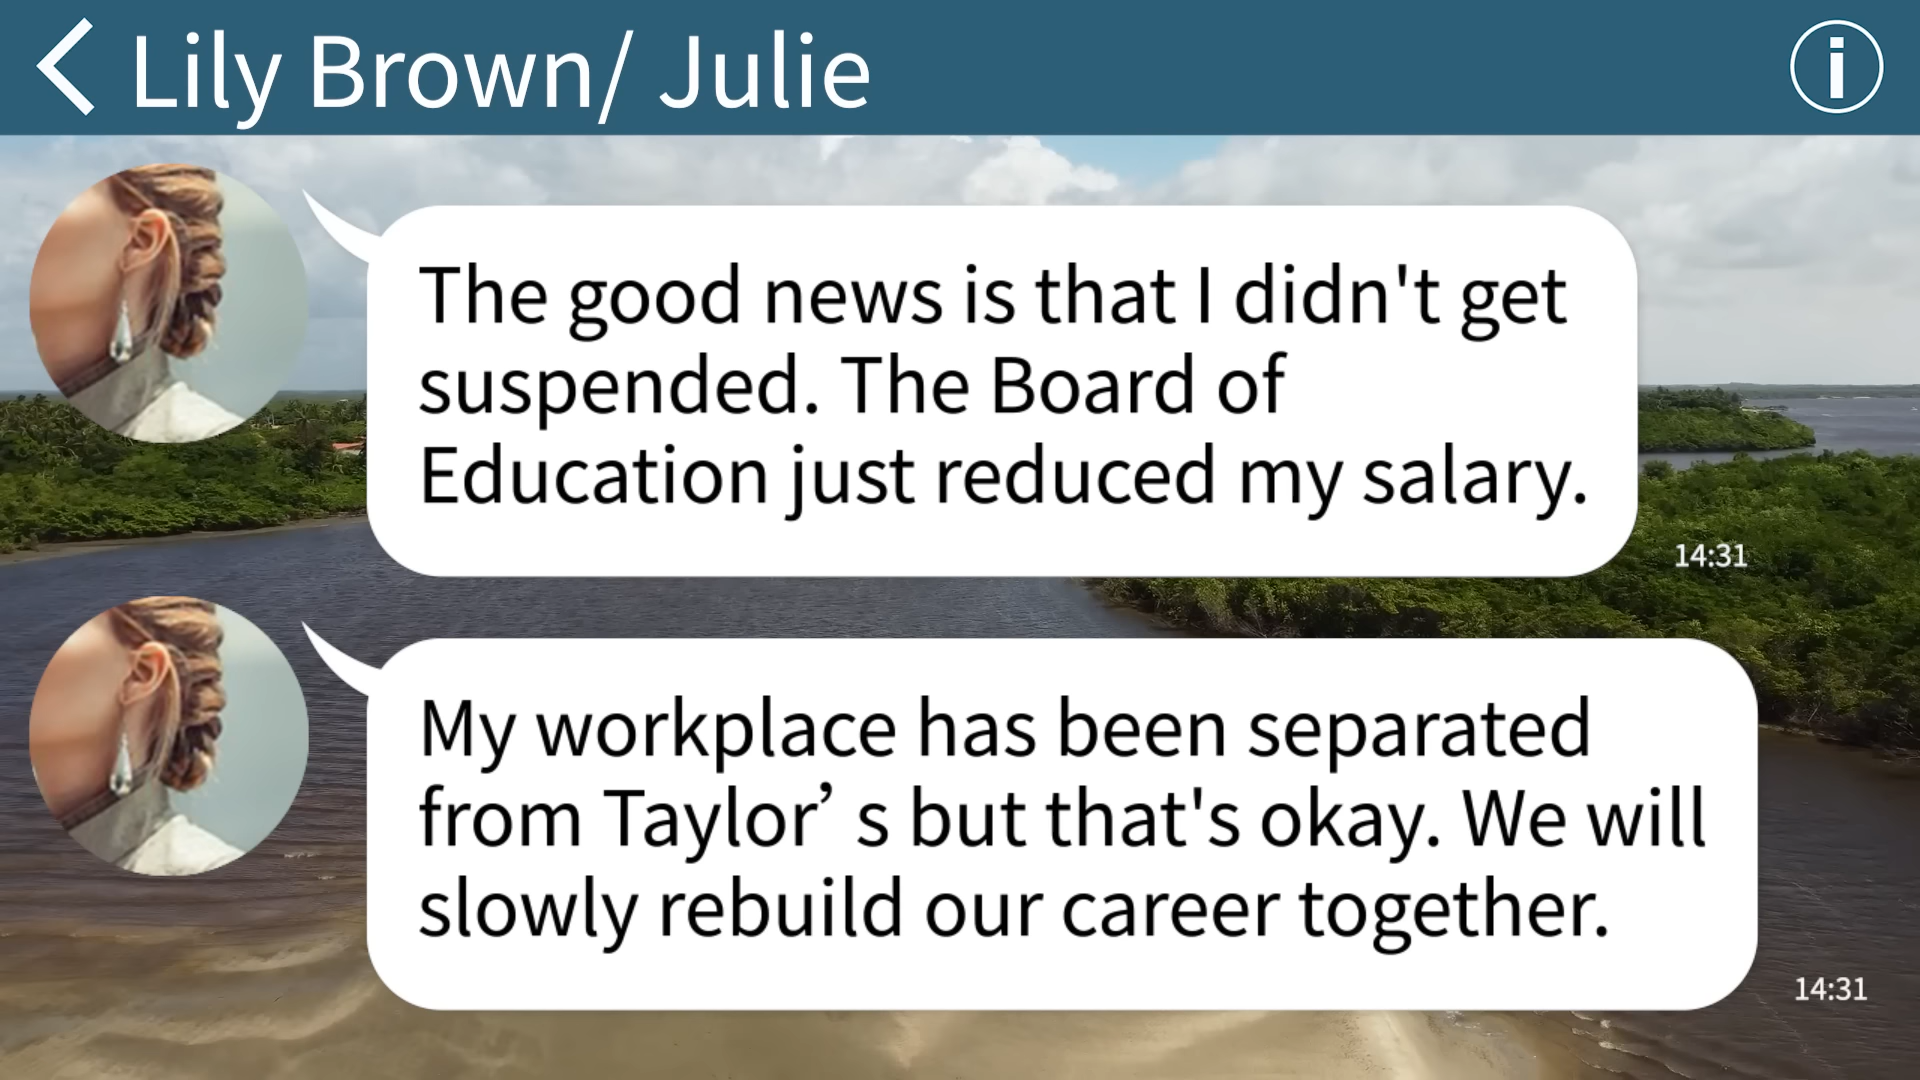 Lily Brown/ Julie
The good news is that I didn't get
suspended. The Board of
Education just reduced my salary.
14:31
My workplace has been separated
from Taylor’ s but that's okay. We will
slowly rebuild our career together.
14:31